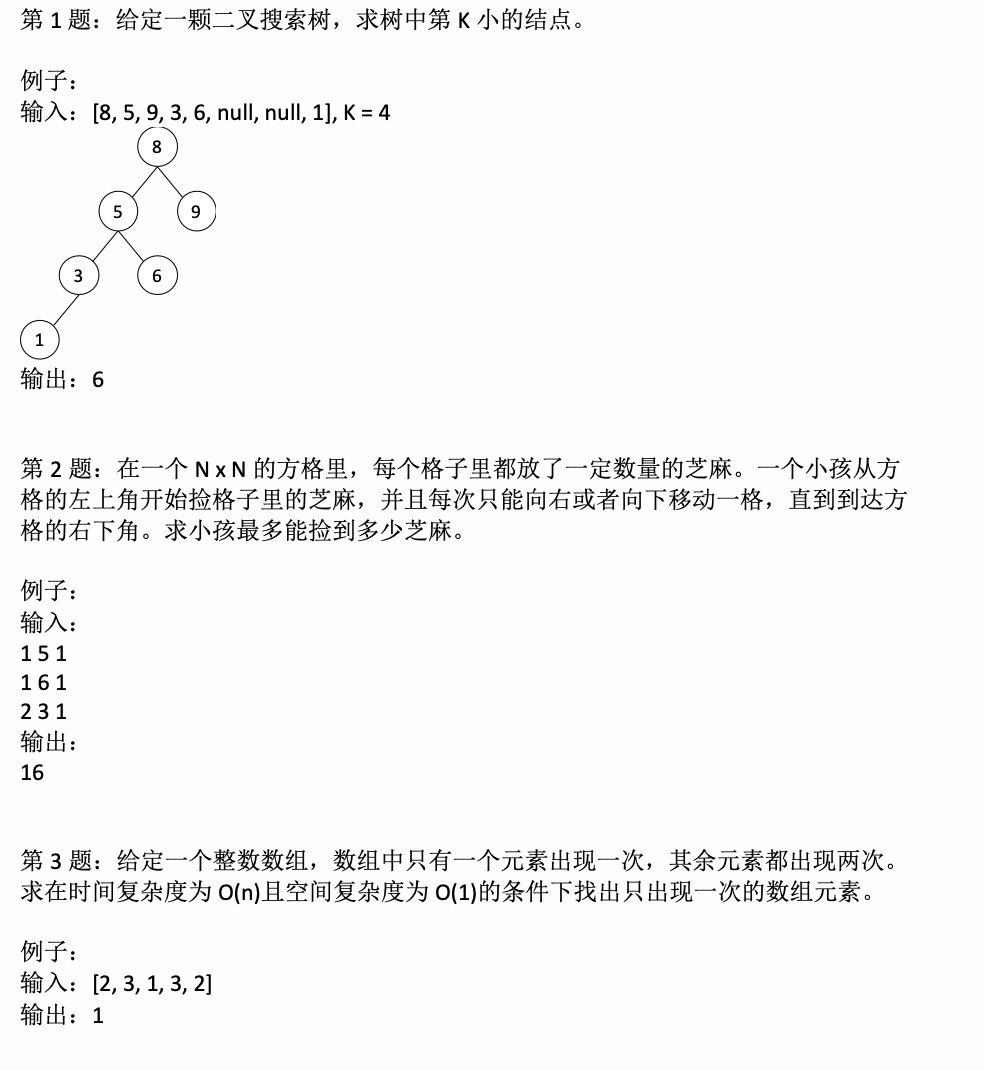 第 1 题：给定一颗二叉搜索树，求树中第 K 小的结点。
例子：
输入：[8, 5, 9, 3, 6, null, null, 1], K = 4
8
5 9
3 6
1
输出：6
第 2 题：在一个 N x N 的方格里，每个格子里都放了一定数量的芝麻。一个小孩从方
格的左上角开始捡格子里的芝麻，并且每次只能向右或者向下移动一格，直到到达方
格的右下角。求小孩最多能捡到多少芝麻。
例子：
输入：
1 5 1
1 6 1
2 3 1
输出：
16
第 3 题：给定一个整数数组，数组中只有一个元素出现一次，其余元素都出现两次。
求在时间复杂度为 O(n)且空间复杂度为 O(1)的条件下找出只出现一次的数组元素。
例子：
输入：[2, 3, 1, 3, 2]
输出：1